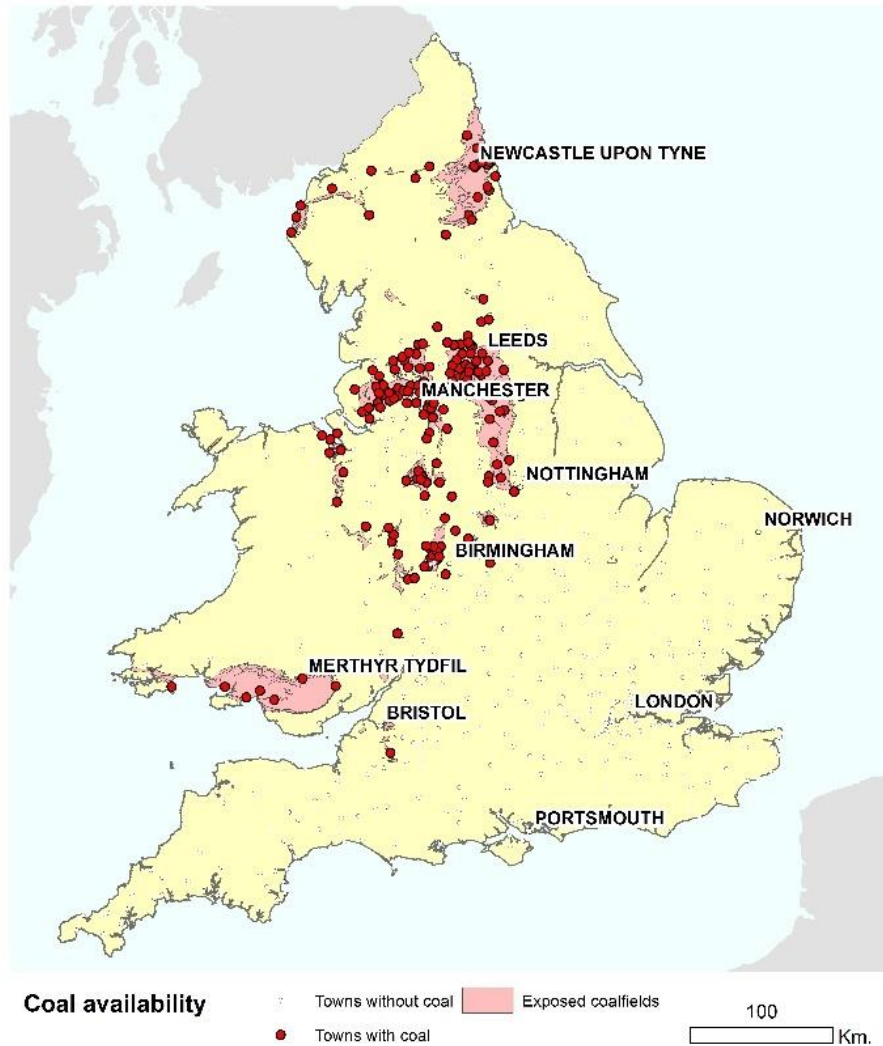 NEWCASTLE UPON TYNE
LEEDS
MANCHESTER
NOTTINGHAM
NORWICH
BIRMINGHAM
MERTHYR TYDFIL
LONDON
BRISTOL
PORTSMOUTH
Coal availability
Towns without coal
Exposed coalfields
Towns with coal
100
Km.